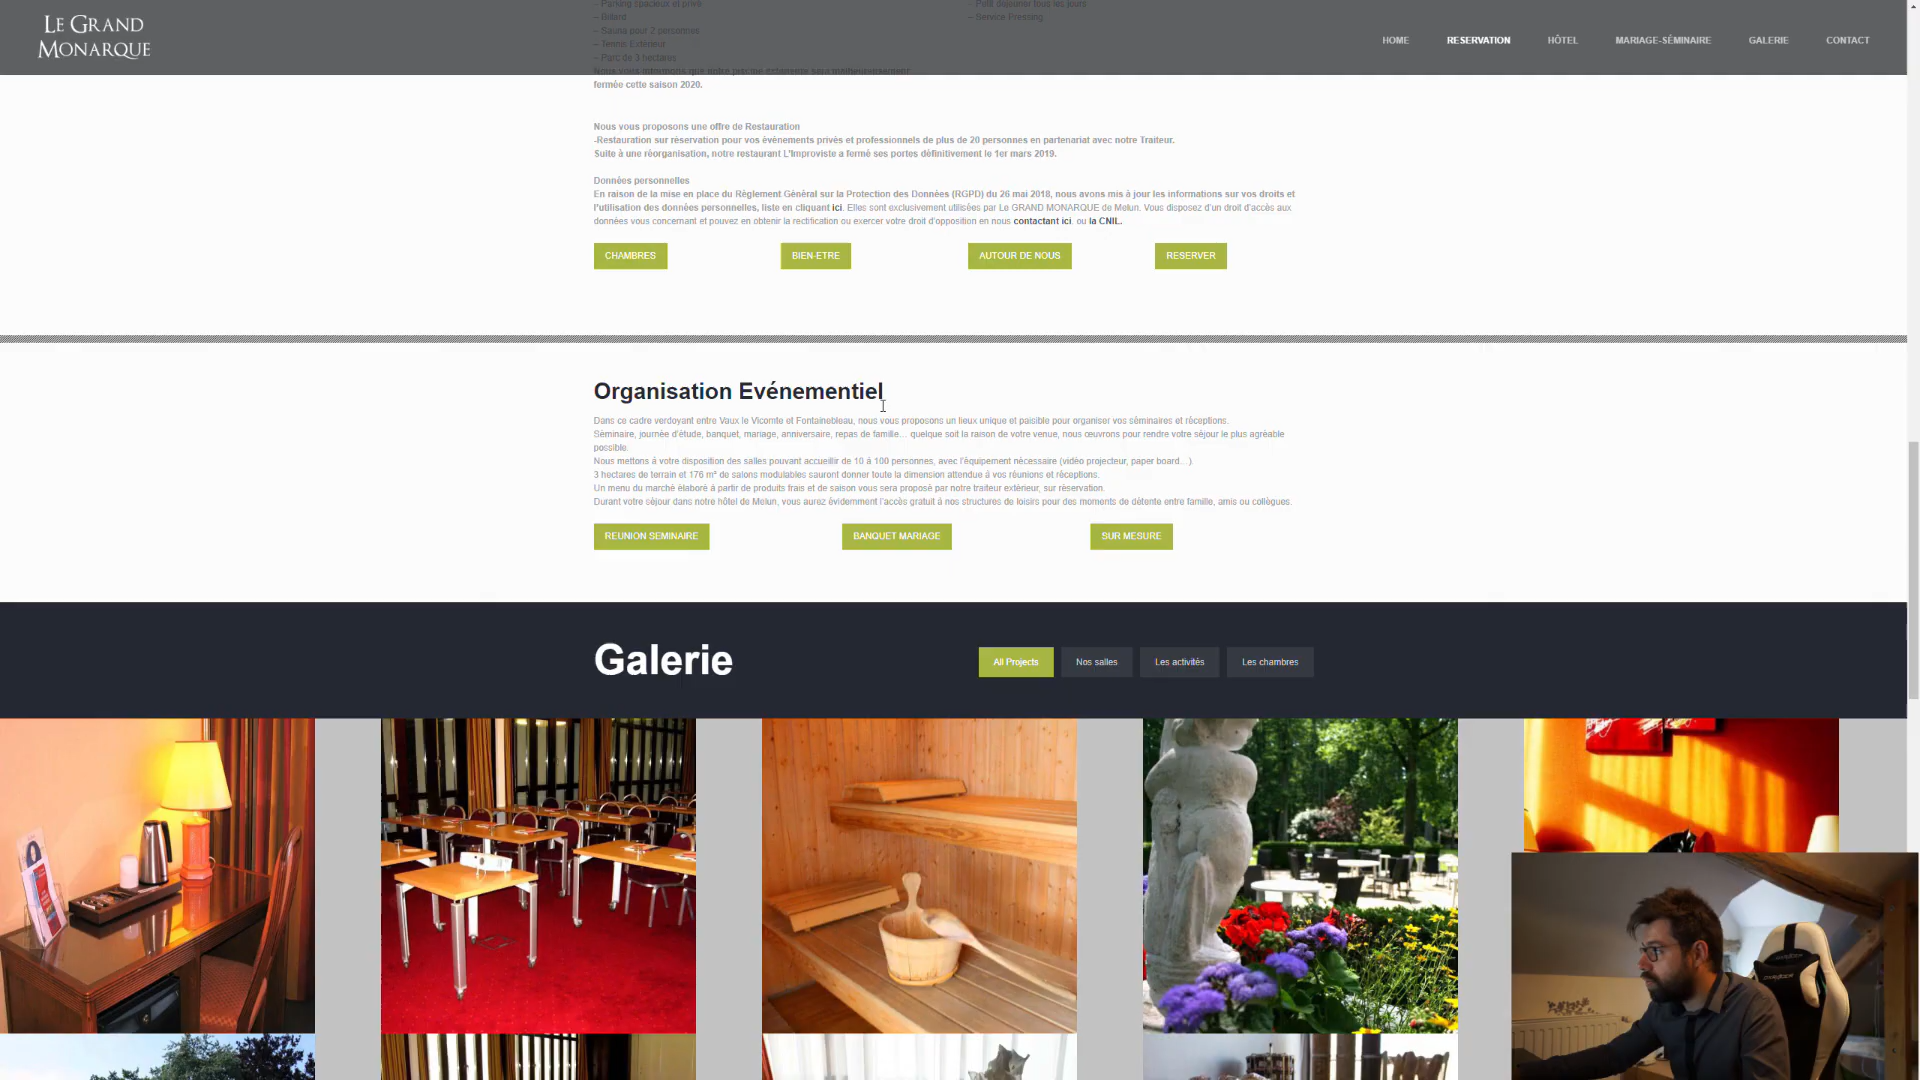 LE GRAND
MONARQUE
HOME
RESERVATION
HÔTEL
MARIAGE-SÉMINAIRE
GALERIE
CONTACT
– Parking spacieux et privé
– Billard
– Sauna pour 2 personnes
– Tennis Extérieur
– Parc de 3 hectares
– Petit déjeuner tous les jours
– Service Pressing
fermée cette saison 2020.
Nous vous proposons une offre de Restauration
-Restauration sur réservation pour vos événements privés et professionnels de plus de 20 personnes en partenariat avec notre Traiteur.
Suite à une réorganisation, notre restaurant L'Improviste a fermé ses portes définitivement le 1er mars 2019.
Données personnelles
En raison de la mise en place du Règlement Général sur la Protection des Données (RGPD) du 26 mai 2018, nous avons mis à jour les informations sur vos droits et
l'utilisation des données personnelles, liste en cliquant ici. Elles sont exclusivement utilisées par Le GRAND MONARQUE de Melun. Vous disposez d'un droit d'accès aux
données vous concernant et pouvez en obtenir la rectification ou exercer votre droit d'opposition en nous contactant ici. ou la CNIL.
CHAMBRES
BIEN-ETRE
AUTOUR DE NOUS
RESERVER
Organisation Evénementiel
Dans ce cadre verdoyant entre Vaux le Vicomte et Fontainebleau, nous vous proposons un lieux unique et paisible pour organiser vos séminaires et réceptions.
Séminaire, journée d'étude, banquet, mariage, anniversaire, repas de famille… quelque soit la raison de votre venue, nous œuvrons pour rendre votre séjour le plus agréable
possible.
Nous mettons à votre disposition des salles pouvant accueillir de 10 à 100 personnes, avec l'équipement nécessaire (vidéo projecteur, paper board…).
3 hectares de terrain et 176 m² de salons modulables sauront donner toute la dimension attendue à vos réunions et réceptions.
Un menu du marché élaboré à partir de produits frais et de saison vous sera proposé par notre traiteur extérieur, sur réservation.
Durant votre séjour dans notre hôtel de Melun, vous aurez évidemment l'accès gratuit à nos structures de loisirs pour des moments de détente entre famille, amis ou collègues.
REUNION SEMINAIRE
BANQUET MARIAGE
SUR MESURE
Galerie
All Projects
Nos salles
Les activités
Les chambres